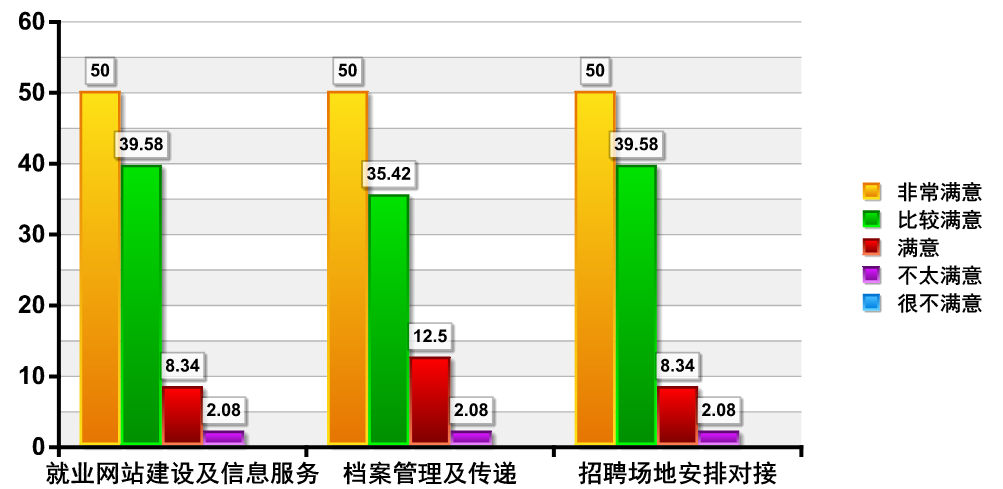 60
50
40
30
20
10
0
50
39.58
8.34
2.08
50
35.42
12.5
2.08
50
39.58
8.34
2.08
就业网站建设及信息服务
档案管理及传递
招聘场地安排对接
非常满意
比较满意
满意
不太满意
很不满意